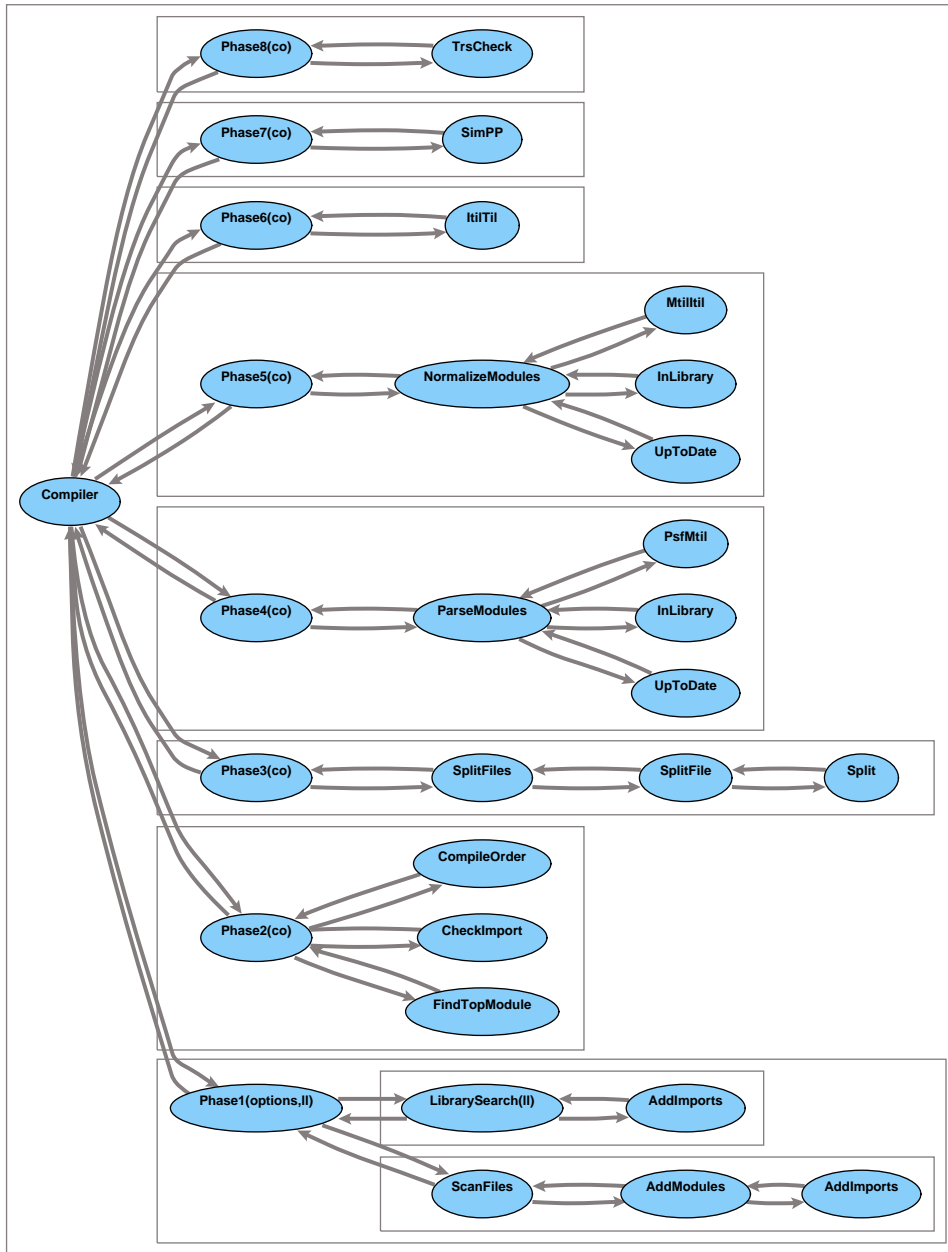 Phase8(co)
TrsCheck
Phase7(co)
SimPP
Phase6(co)
ItilTil
MtilItil
Phase5(co)
NormalizeModules
InLibrary
UpToDate
Compiler
PsfMtil
Phase4(co)
ParseModules
InLibrary
UpToDate
Phase3(co)
SplitFiles
SplitFile
Split
CompileOrder
Phase2(co)
CheckImport
FindTopModule
Phase1(options,ll)
LibrarySearch(ll)
AddImports
ScanFiles
AddModules
AddImports